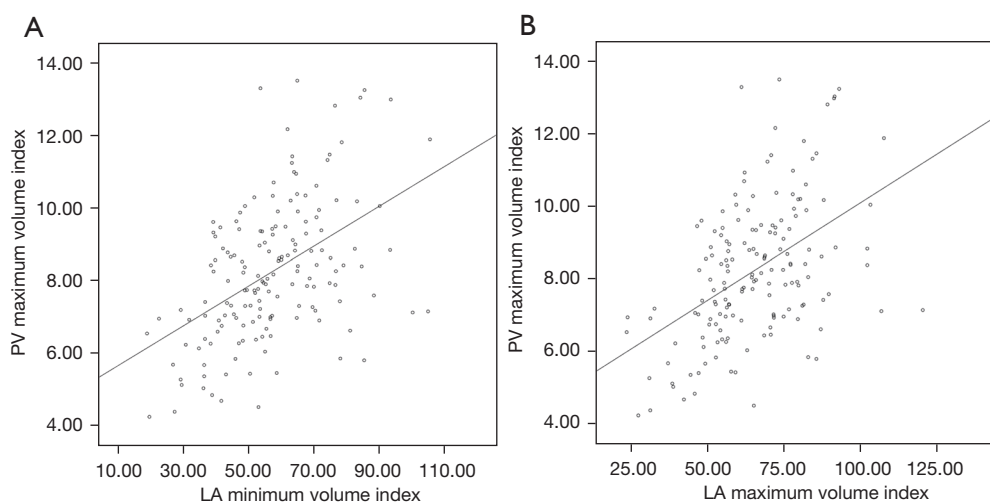 A
14.00
12.00
10.00
8.00
6.00
4.00
PV maximum volume index
10.00 30.00 50.00 70.00 90.00 110.00
LA minimum volume index
B
14.00
12.00
10.00
8.00
6.00
4.00
PV maximum volume index
25.00 50.00 75.00 100.00 125.00
LA maximum volume index